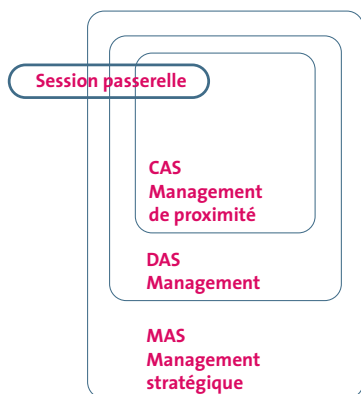 Session passerelle
CAS
Management
de proximité
DAS
Management
MAS
Management
stratégique